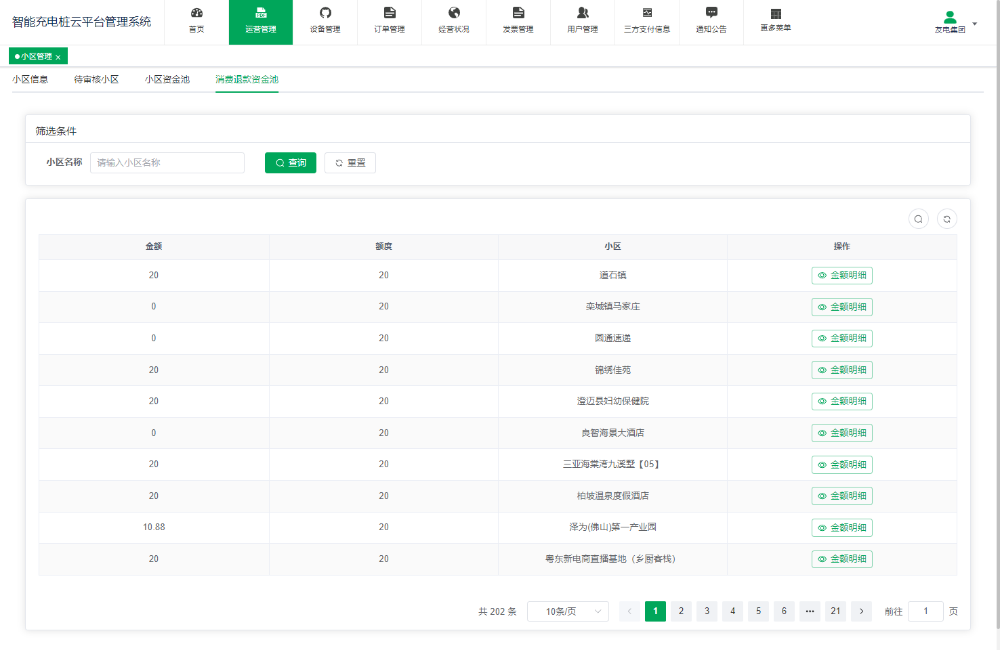 智能充电桩云平台管理系统
首页
运营管理
设备管理
订单管理
经营状况
发票管理
用户管理
三方支付信息
通知公告
更多菜单
友电集团
小区管理
小区信息 待审核小区 小区资金池 消费退款资金池
筛选条件
小区名称 请输入小区名称 查询 重置
金额 额度 小区 操作
20 20 道石镇 金额明细
0 20 栾城镇马家庄 金额明细
0 20 圆通速递 金额明细
20 20 锦绣佳苑 金额明细
20 20 澄迈县妇幼保健院 金额明细
0 20 良智海景大酒店 金额明细
20 20 三亚海棠湾九溪墅【05】 金额明细
20 20 柏坡温泉度假酒店 金额明细
10.88 20 泽为(佛山)第一产业园 金额明细
20 20 粤东新电商直播基地（乡厨客栈） 金额明细
共 202 条 10条/页 1 2 3 4 5 6 ••• 21 前往 1 页